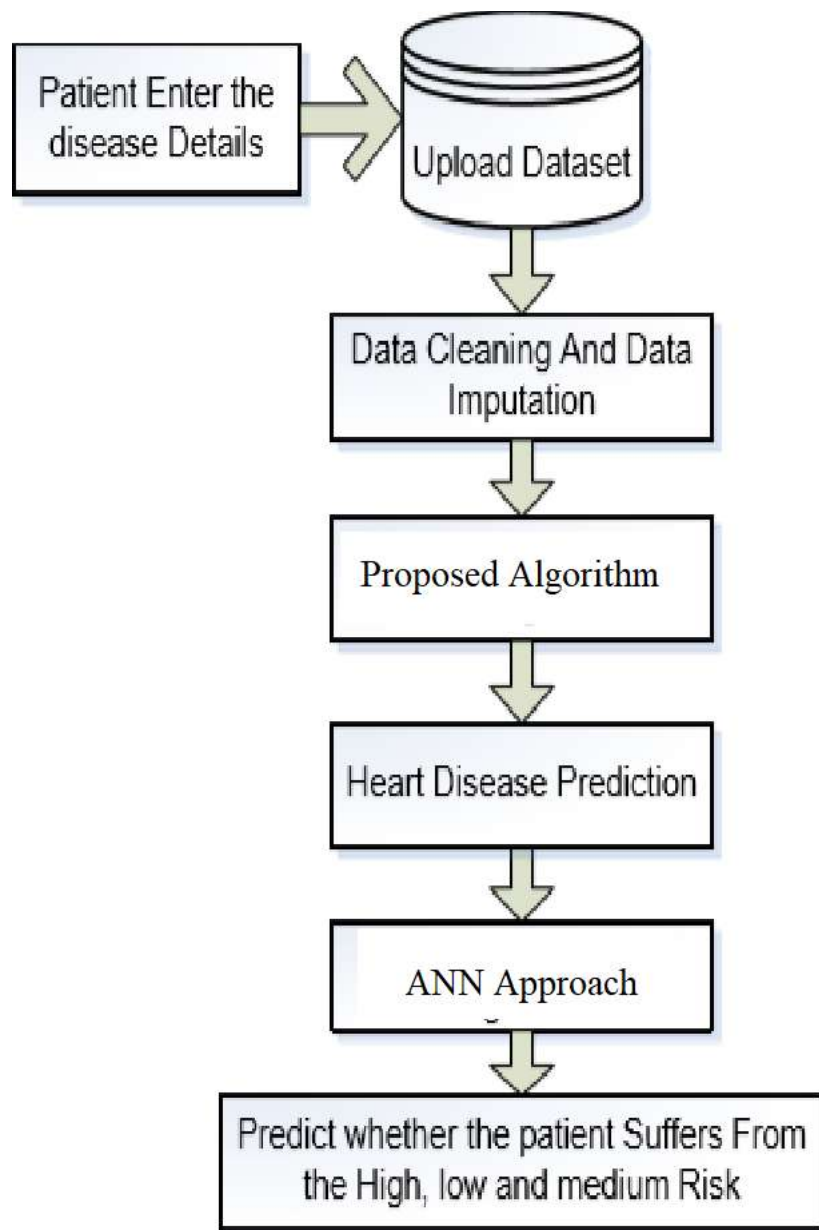 Patient Enter the
disease Details
Upload Dataset
Data Cleaning And Data
Imputation
Proposed Algorithm
Heart Disease Prediction
ANN Approach
Predict whether the patient Suffers From
the High, low and medium Risk